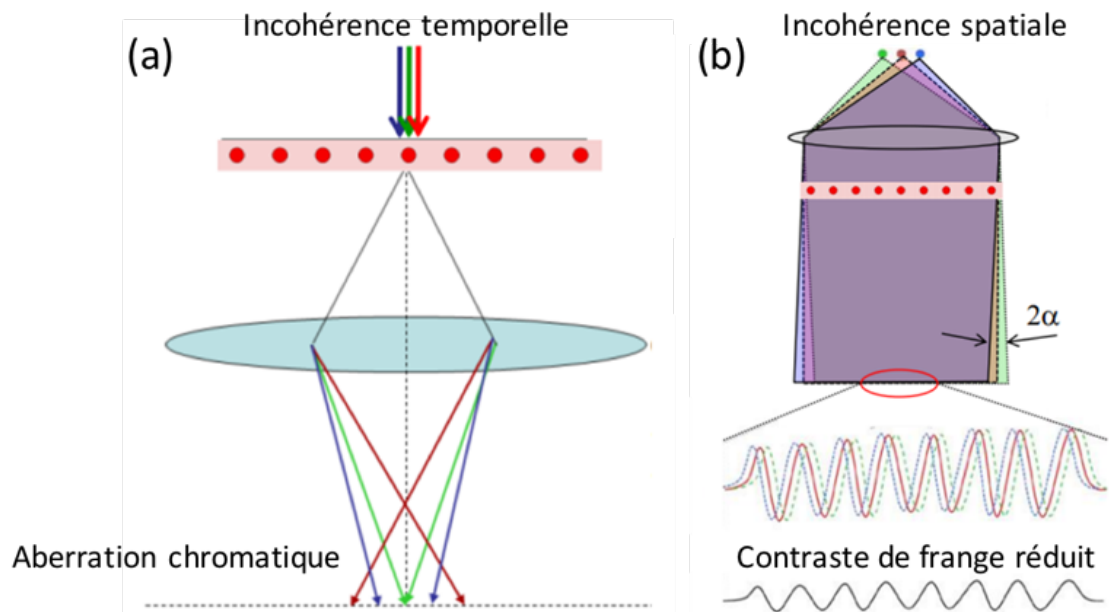 Incohérence temporelle
(a)
Aberration chromatique
Incohérence spatiale
(b)
2α
Contraste de frange réduit